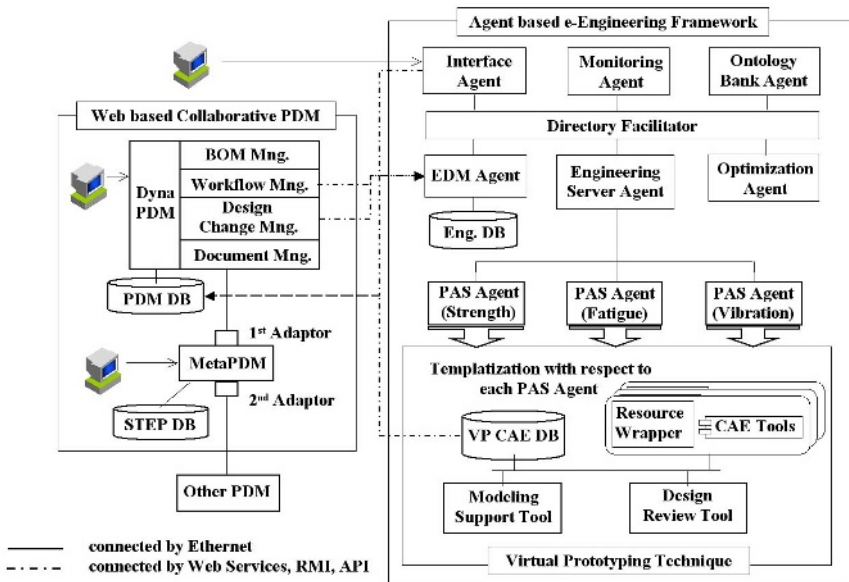 Agent based e-Engineering Framework
Interface
Agent
Monitoring
Agent
Ontology
Bank Agent
Web based Collaborative PDM
Directory Facilitator
Dyna
PDM
BOM Mng.
Workflow Mng.
Design
Change Mng.
Document Mng.
EDM Agent
Engineering
Server Agent
Optimization
Agent
Eng. DB
PDM DB
PAS Agent
(Strength)
PAS Agent
(Fatigue)
PAS Agent
(Vibration)
1st Adaptor
MetaPDM
2nd Adaptor
STEP DB
Other PDM
Templatization with respect to
each PAS Agent
VP CAE DB
Resource
Wrapper
CAE Tools
Modeling
Support Tool
Design
Review Tool
Virtual Prototyping Technique
connected by Ethernet
connected by Web Services, RMI, API